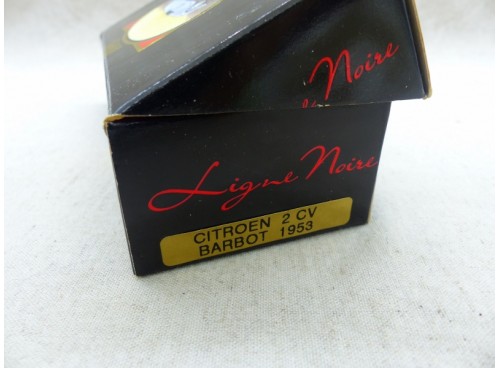 Noire
Ligne Noire
CITROEN 2 CV
BARBOT 1953